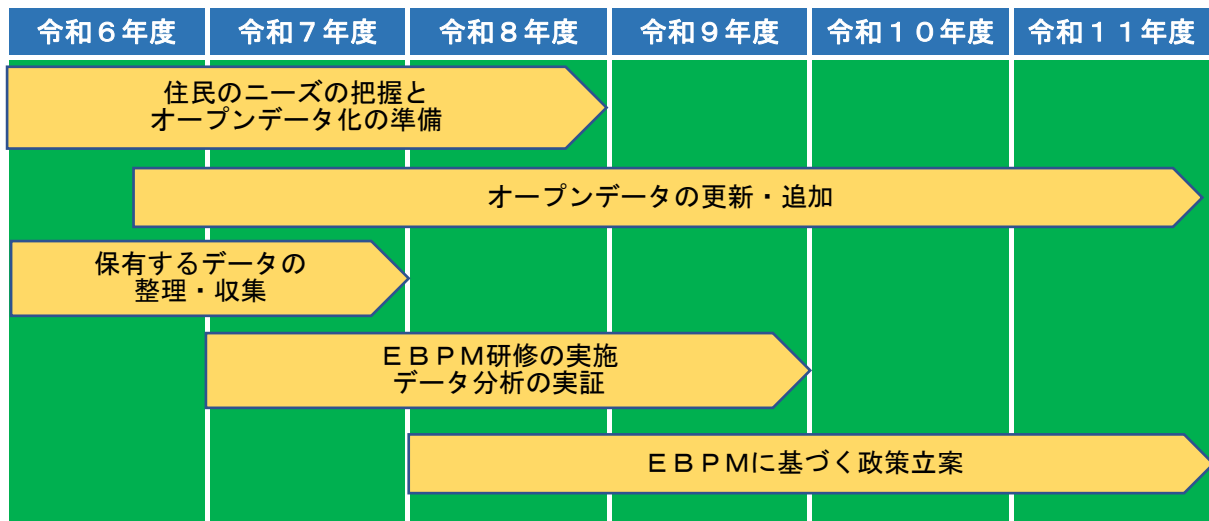 令和６年度
令和７年度
令和８年度
令和９年度
令和１０年度
令和１１年度
住民のニーズの把握と
オープンデータ化の準備
オープンデータの更新・追加
保有するデータの
整理・収集
ＥＢＰＭ研修の実施
データ分析の実証
ＥＢＰＭに基づく政策立案